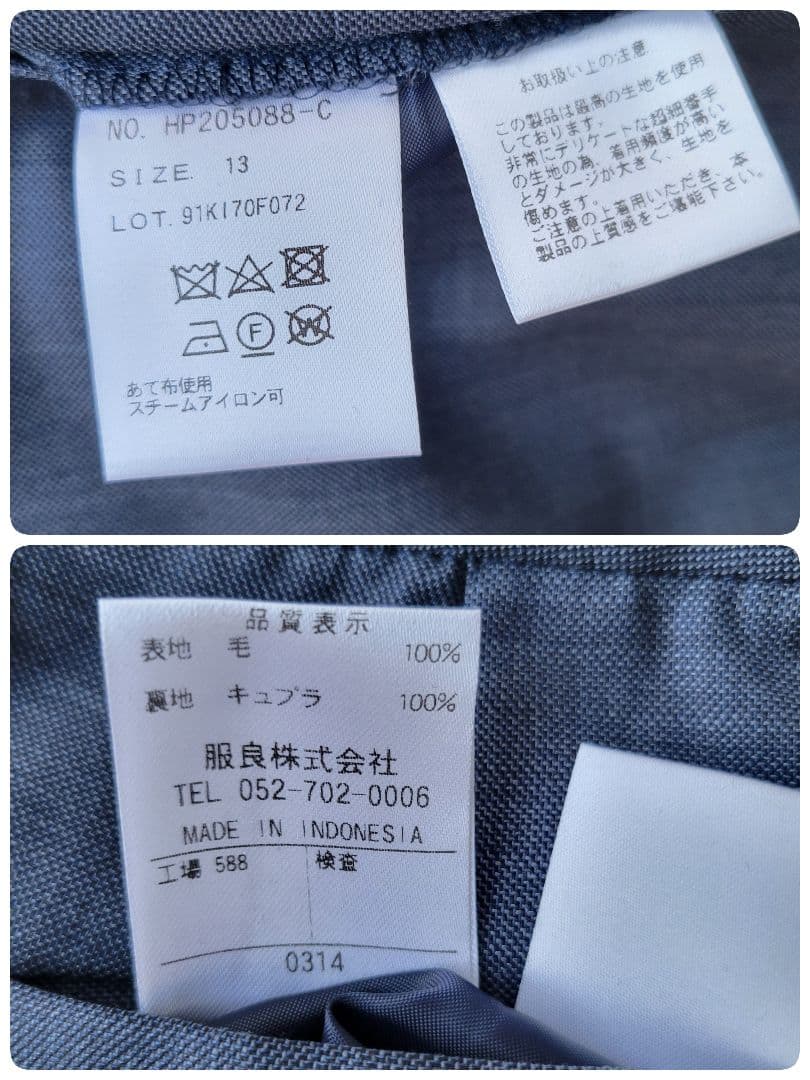 NO. HP205088-C
SIZE. 13
LOT. 91KI70F072
F
W
あて布使用
スチームアイロン可
お取扱い上の注意
この製品は最高の生地を使用
しております。
非常にデリケートな超細番毛
の生地の為、着用頻度が高い
とダメージが大きく、生地を
傷めます。
ご注意の上着用いただき、本
製品の上質感をご堪能下さい。
品質表示
表地 毛 100%
裏地 キュプラ 100%
服良株式会社
TEL 052-702-0006
MADE IN INDONESIA
工場 588 検査
0314